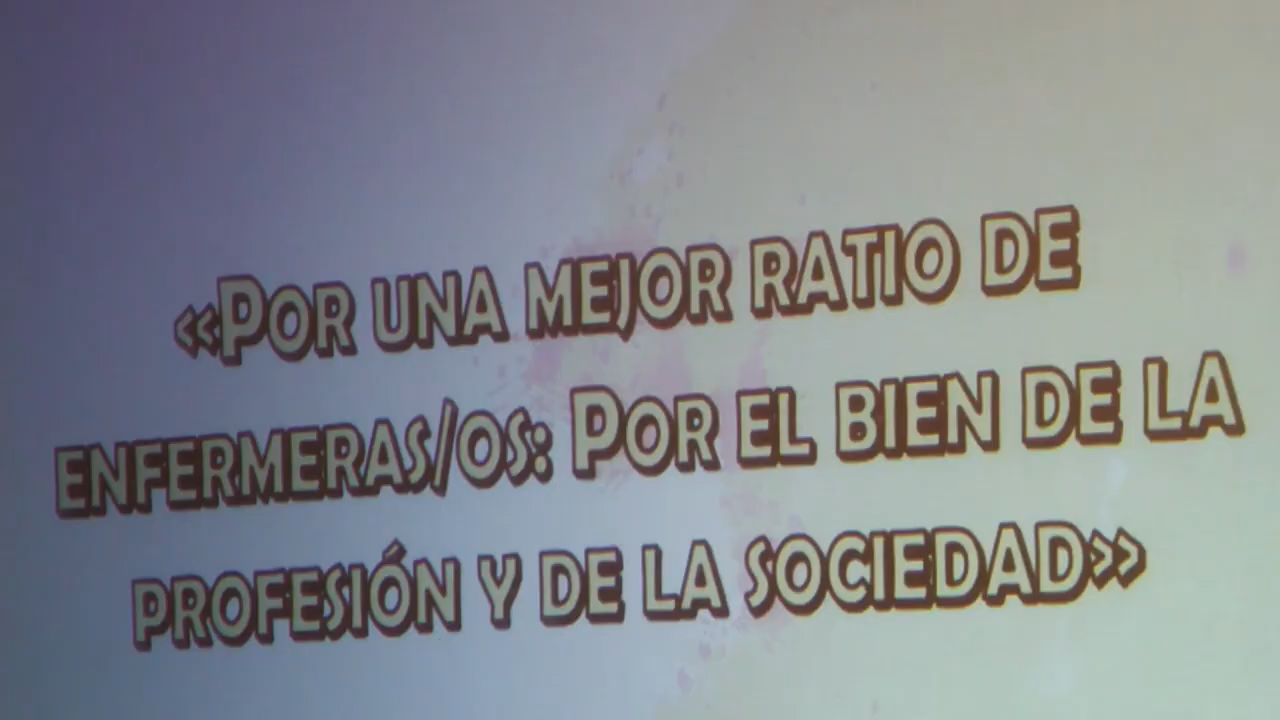 «Por una mejor ratio de
enfermeras/os: Por el bien de la
profesión y de la sociedad»